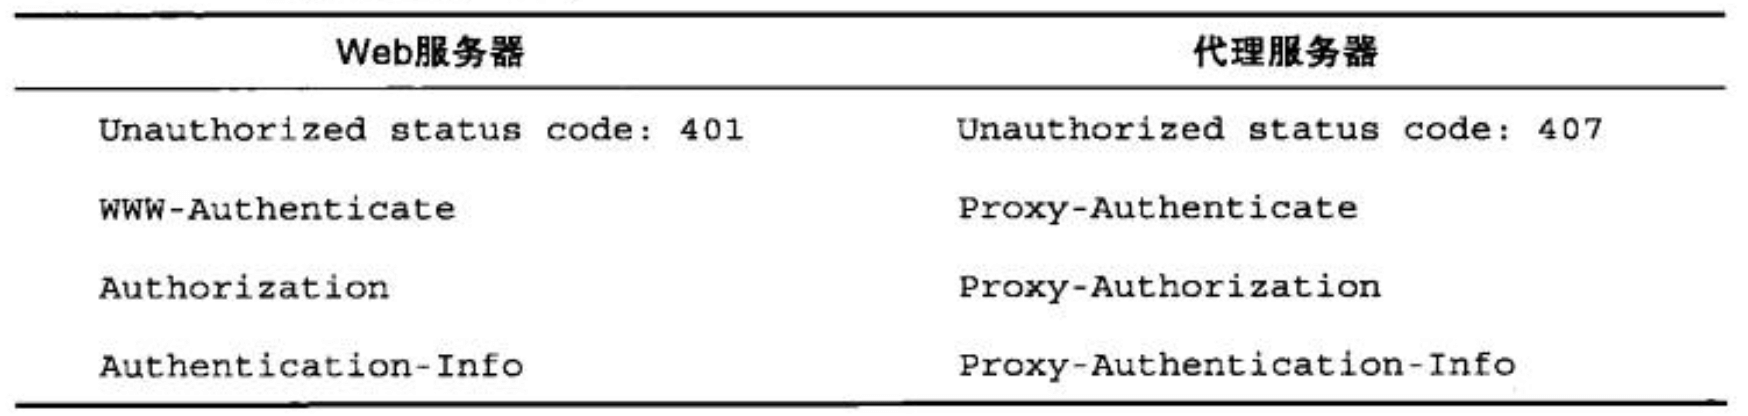 Web服务器 代理服务器
Unauthorized status code: 401 Unauthorized status code: 407
WWW-Authenticate Proxy-Authenticate
Authorization Proxy-Authorization
Authentication-Info Proxy-Authentication-Info